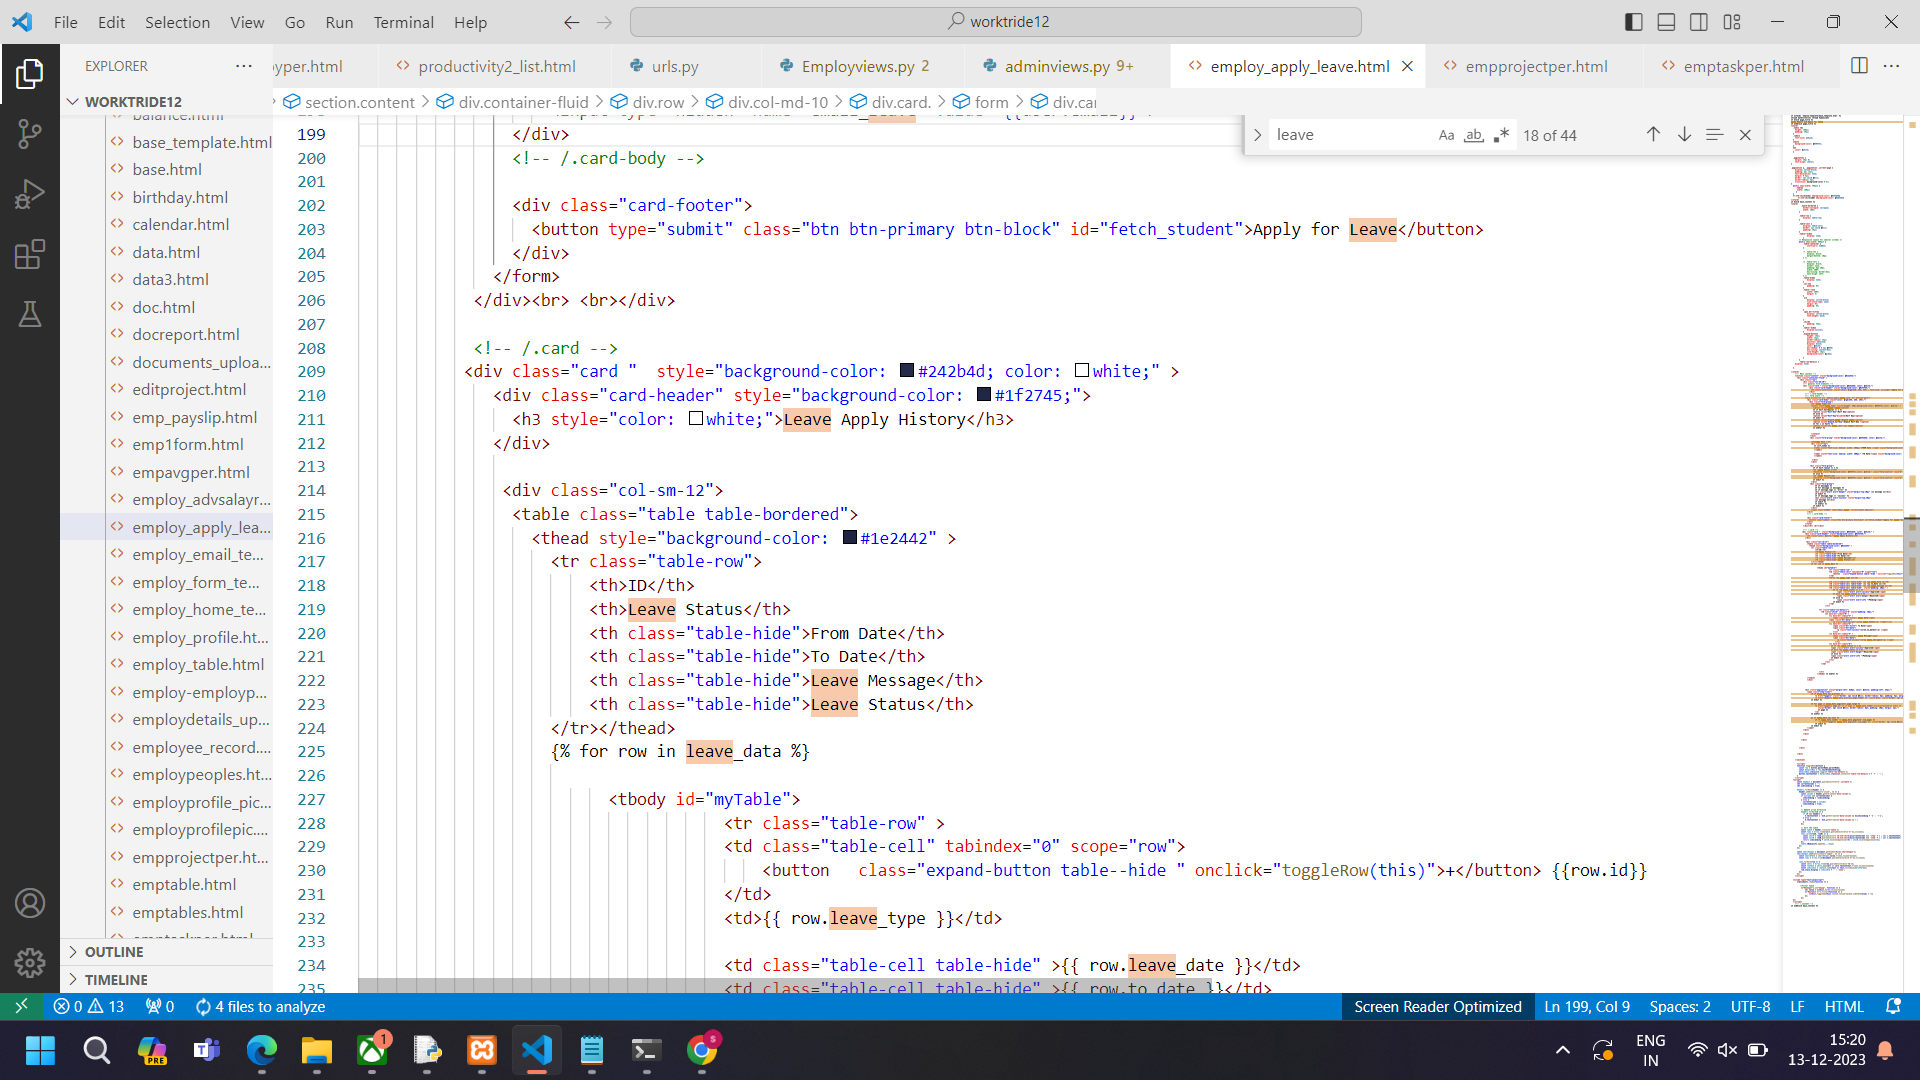 File Edit Selection View Go Run Terminal Help
worktride12
EXPLORER
yper.html
productivity2_list.html
urls.py
Employviews.py 2
adminviews.py 9+
employ_apply_leave.html
empprojectper.html
emptaskper.html
WORKTRIDE12
section.content > div.container-fluid > div.row > div.col-md-10 > div.card. > form > div.car
leave
Aa ab 18 of 44
balance.html
base_template.html
base.html
birthday.html
calendar.html
data.html
data3.html
doc.html
docreport.html
documents_uploa...
editproject.html
emp_payslip.html
emp1form.html
empavgper.html
employ_advsalayr...
employ_apply_lea...
employ_email_te...
employ_form_te...
employ_home_te...
employ_profile.ht...
employ_table.html
employ-employp...
employdetails_up...
employee_record....
employpeoples.ht...
employprofile_pic...
employprofilepic....
empprojectper.ht...
emptable.html
emptables.html
OUTLINE
TIMELINE
199 </div>
200 <!-- /.card-body -->
201
202 <div class="card-footer">
203 <button type="submit" class="btn btn-primary btn-block" id="fetch_student">Apply for Leave</button>
204 </div>
205 </form>
206 </div><br> <br></div>
207
208 <!-- /.card -->
209 <div class="card " style="background-color: #242b4d; color: white;" >
210 <div class="card-header" style="background-color: #1f2745;">
211 <h3 style="color: white;">Leave Apply History</h3>
212 </div>
213
214 <div class="col-sm-12">
215 <table class="table table-bordered">
216 <thead style="background-color: #1e2442" >
217 <tr class="table-row">
218 <th>ID</th>
219 <th>Leave Status</th>
220 <th class="table-hide">From Date</th>
221 <th class="table-hide">To Date</th>
222 <th class="table-hide">Leave Message</th>
223 <th class="table-hide">Leave Status</th>
224 </tr></thead>
225 {% for row in leave_data %}
226
227 <tbody id="myTable">
228 <tr class="table-row" >
229 <td class="table-cell" tabindex="0" scope="row">
230 <button class="expand-button table--hide " onclick="toggleRow(this)">+</button> {{row.id}}
231 </td>
232 <td>{{ row.leave_type }}</td>
233
234 <td class="table-cell table-hide" >{{ row.leave_date }}</td>
235 <td class="table-cell table-hide" >{{ row.to_date }}</td>
0 13 0 4 files to analyze
Screen Reader Optimized Ln 199, Col 9 Spaces: 2 UTF-8 LF HTML
PRE
1
s
ENG
IN
15:20
13-12-2023